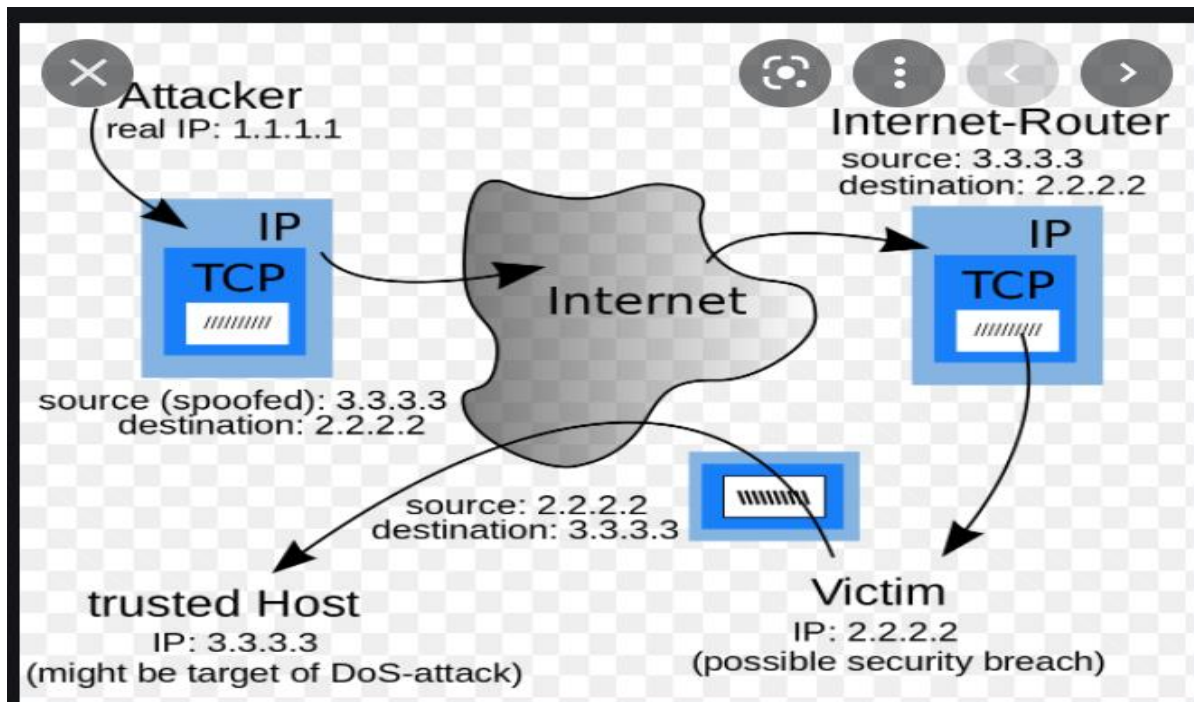 Attacker
real IP: 1.1.1.1
IP
TCP
source (spoofed): 3.3.3.3
destination: 2.2.2.2
Internet
Internet-Router
source: 3.3.3.3
destination: 2.2.2.2
IP
TCP
source: 2.2.2.2
destination: 3.3.3.3
trusted Host
IP: 3.3.3.3
(might be target of DoS-attack)
Victim
IP: 2.2.2.2
(possible security breach)